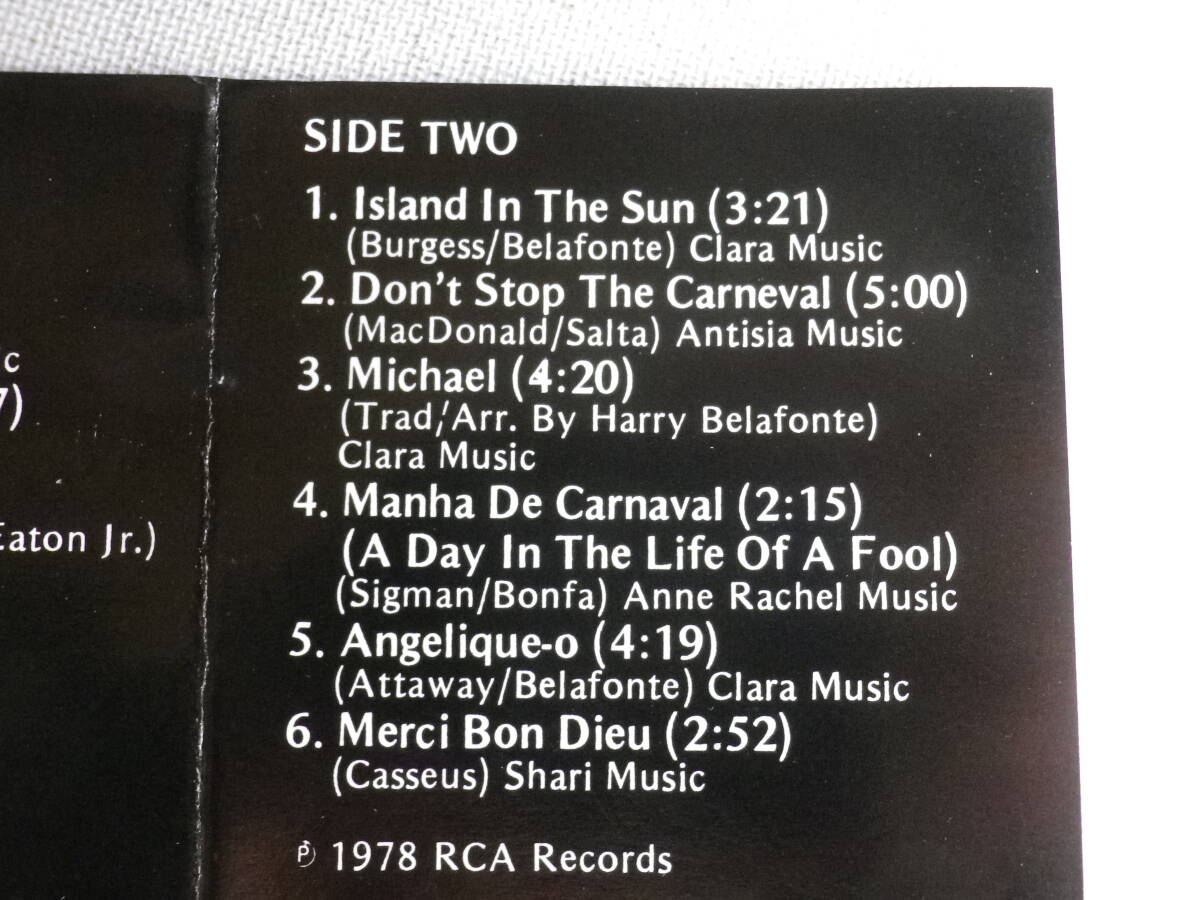 c
7)
Eaton Jr.)
SIDE TWO
1. Island In The Sun (3:21)
(Burgess/Belafonte) Clara Music
2. Don't Stop The Carneval (5:00)
(MacDonald/Salta) Antisia Music
3. Michael (4:20)
(Trad/Arr. By Harry Belafonte)
Clara Music
4. Manha De Carnaval (2:15)
(A Day In The Life Of A Fool)
(Sigman/Bonfa) Anne Rachel Music
5. Angelique-o (4:19)
(Attaway/Belafonte) Clara Music
6. Merci Bon Dieu (2:52)
(Casseus) Shari Music
℗ 1978 RCA Records